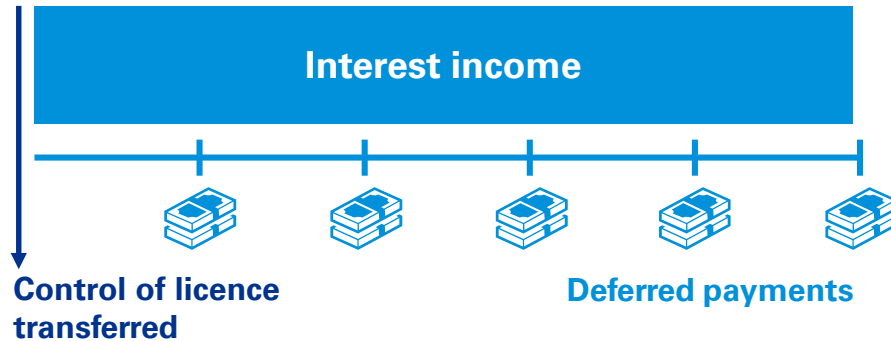 Interest income
Control of licence
transferred
Deferred payments